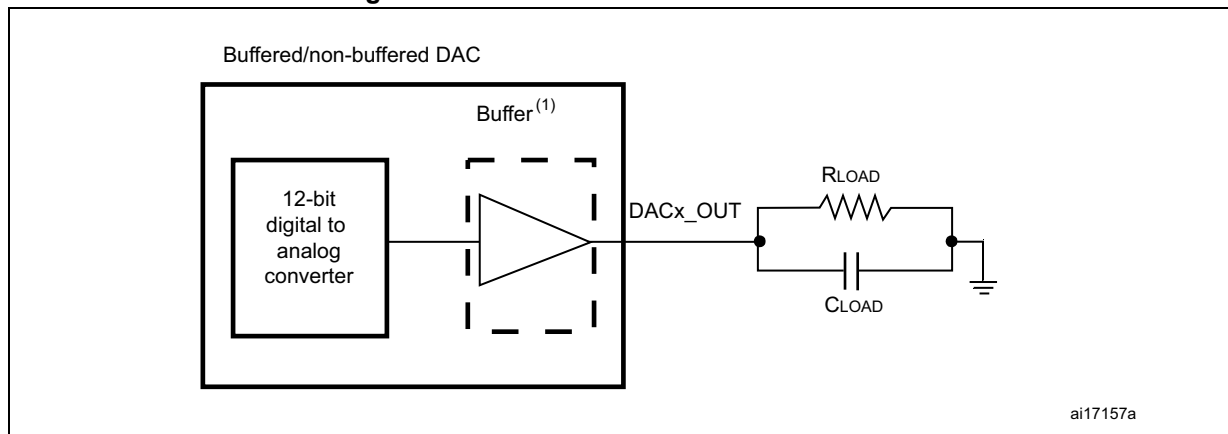 Buffered/non-buffered DAC
Buffer(1)
12-bit
digital to
analog
converter
DACx_OUT
RLOAD
CLOAD
ai17157a